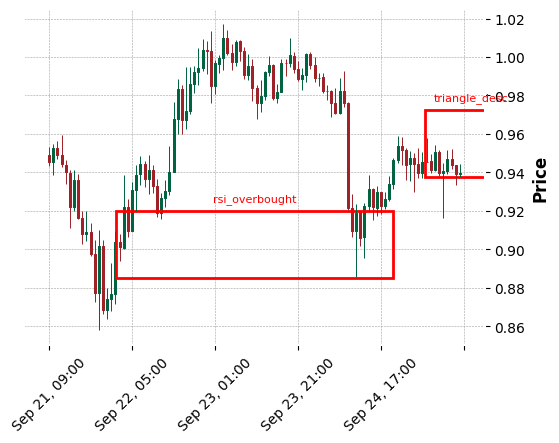 1.02
1.00
0.98
triangle_desc
0.96
0.94
Price
0.92
rsi_overbought
0.90
0.88
0.86
Sep 21, 09:00
Sep 22, 05:00
Sep 23, 01:00
Sep 23, 21:00
Sep 24, 17:00